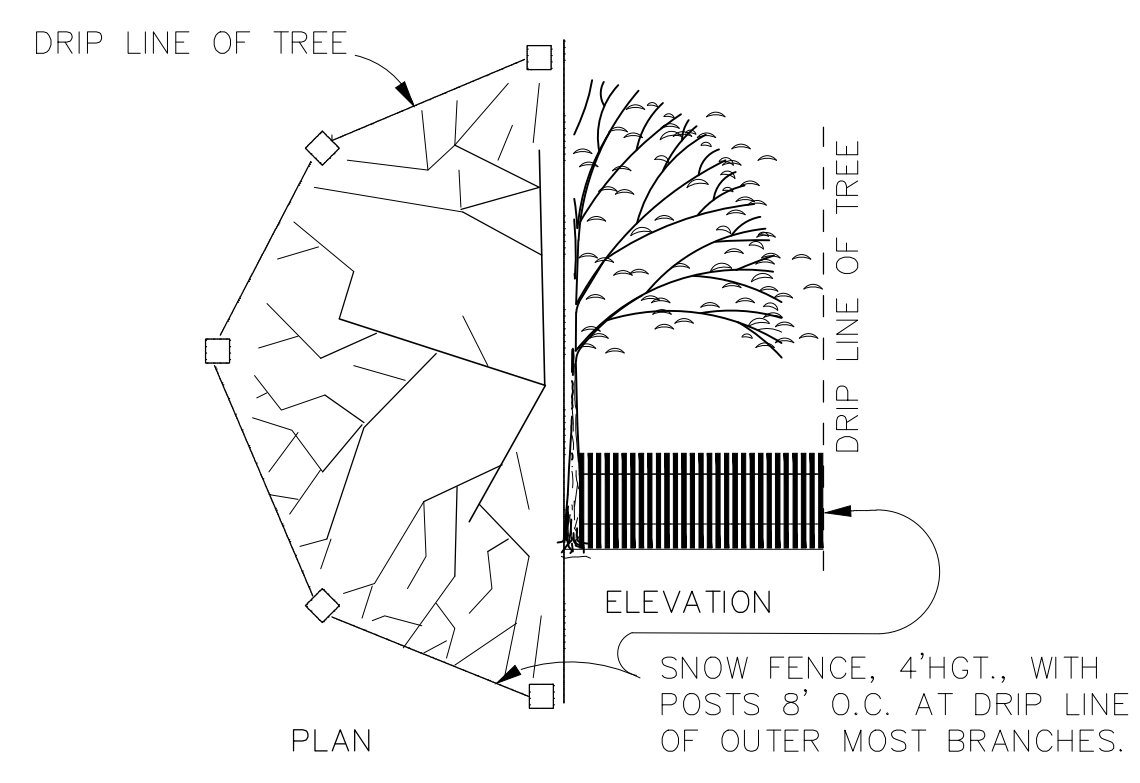 DRIP LINE OF TREE
DRIP LINE OF TREE
ELEVATION
SNOW FENCE, 4'HGT., WITH
POSTS 8' O.C. AT DRIP LINE
OF OUTER MOST BRANCHES.
PLAN